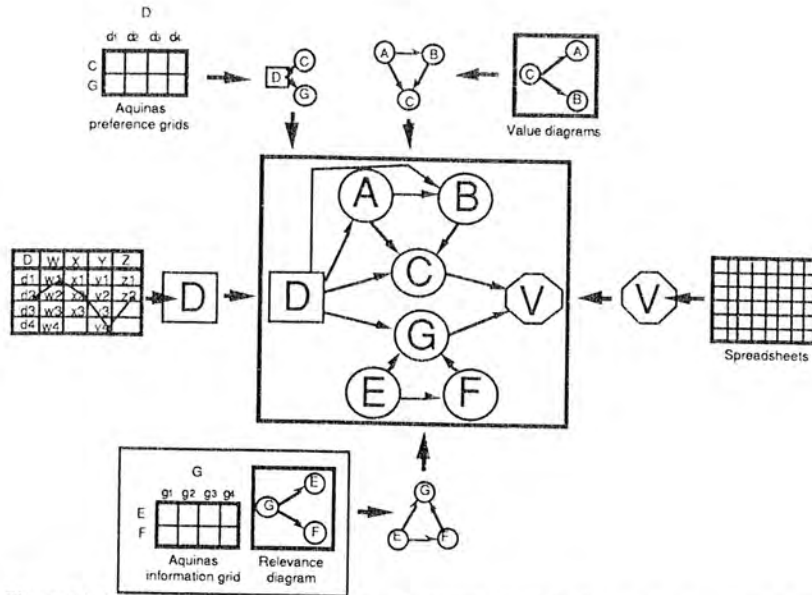 D
d1 d2 d3 d4
C
G
Aquinas
preference grids
D
C
G
A
B
C
C
A
B
Value diagrams
A
B
C
D
G
E
F
V
D W X Y Z
d1 w1 x1 y1 z1
d2 w2 x2 y2 z2
d3 w3 x3 y3
d4 w4 y4
D
V
Spreadsheets
G
g1 g2 g3 g4
E
F
Aquinas
information grid
G
E
F
Relevance
diagram
G
E
F